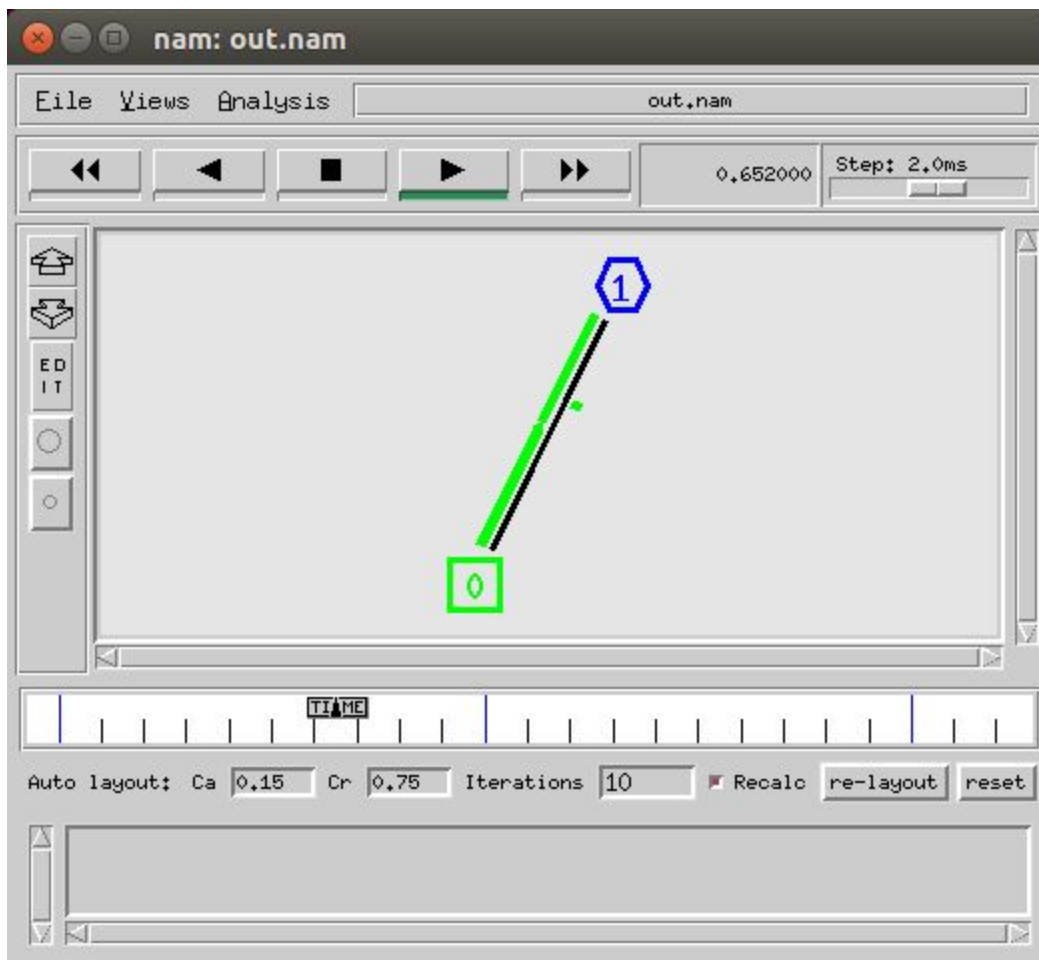 nam: out.nam
File Views Analysis out.nam
0.652000 Step: 2.0ms
ED
IT
1
0
TIME
Auto layout: Ca 0.15 Cr 0.75 Iterations 10 Recalc re-layout reset